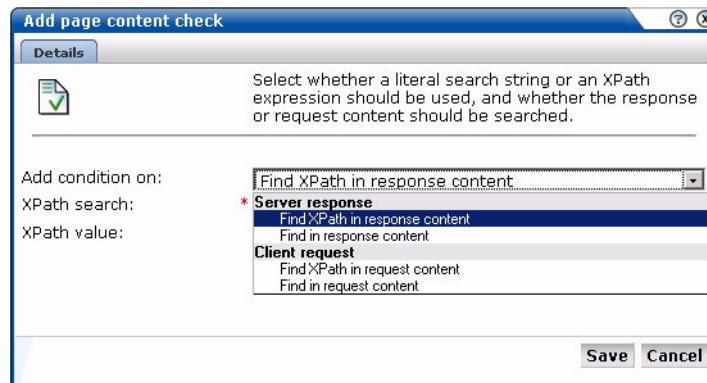 Add page content check
Details
Select whether a literal search string or an XPath
expression should be used, and whether the response
or request content should be searched.
Add condition on:
Find XPath in response content
XPath search:
* Server response
Find XPath in response content
XPath value:
Find in response content
Client request
Find XPath in request content
Find in request content
Save Cancel